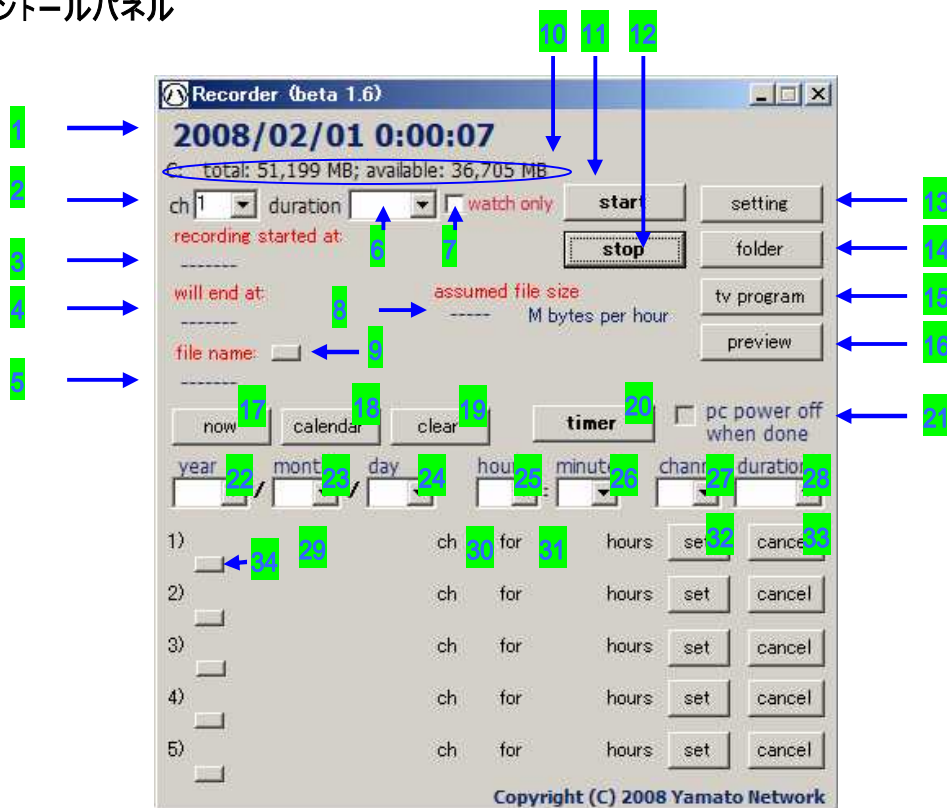 ントロールパネル
10 11 12
Recorder (beta 1.6)
1
2008/02/01 0:00:07
C: total: 51,199 MB; available: 36,705 MB
2
ch 1 duration watch only start setting
13
6 7
recording started at:
stop folder
14
3
-------
will end at:
assumed file size
tv program
15
4
8
-------
----- M bytes per hour
file name:
9
preview
16
5
-------
17 18 19 20
now calendar clear timer
pc power off
when done
21
year month day hour minute channel duration
22 / 23 / 24 25 : 26 27 28
1) ch 30 for 31 hours set 32 cancel 33
34 29
2) ch for hours set cancel
3) ch for hours set cancel
4) ch for hours set cancel
5) ch for hours set cancel
Copyright (C) 2008 Yamato Network